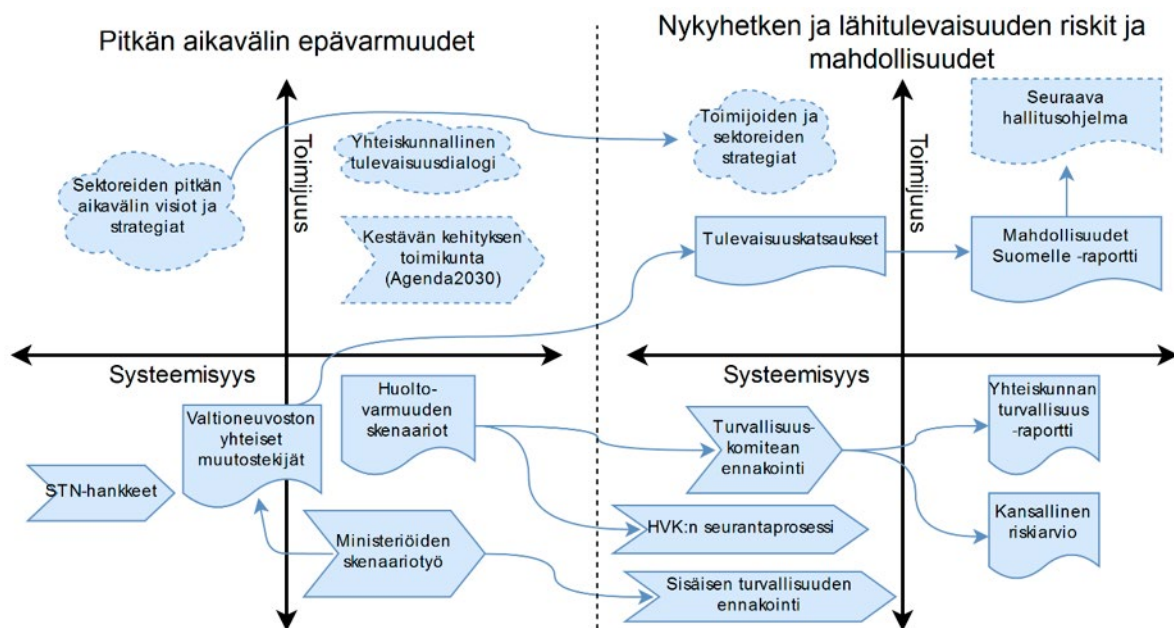 Pitkän aikavälin epävarmuudet
Toimijuus
Systeemisyys
Sektoreiden pitkän
aikavälin visiot ja
strategiat
Yhteiskunnallinen
tulevaisuusdialogi
Kestävän kehityksen
toimikunta
(Agenda2030)
Valtioneuvoston
yhteiset
muutostekijät
Huolto-
varmuuden
skenaariot
STN-hankkeet
Ministeriöiden
skenaariotyö
Nykyhetken ja lähitulevaisuuden riskit ja
mahdollisuudet
Toimijuus
Systeemisyys
Toimijoiden ja
sektoreiden
strategiat
Seuraava
hallitusohjelma
Tulevaisuuskatsaukset
Mahdollisuudet
Suomelle -raportti
Turvallisuus-
komitean
ennakointi
Yhteiskunnan
turvallisuus
-raportti
HVK:n seurantaprosessi
Kansallinen
riskiarvio
Sisäisen turvallisuuden
ennakointi